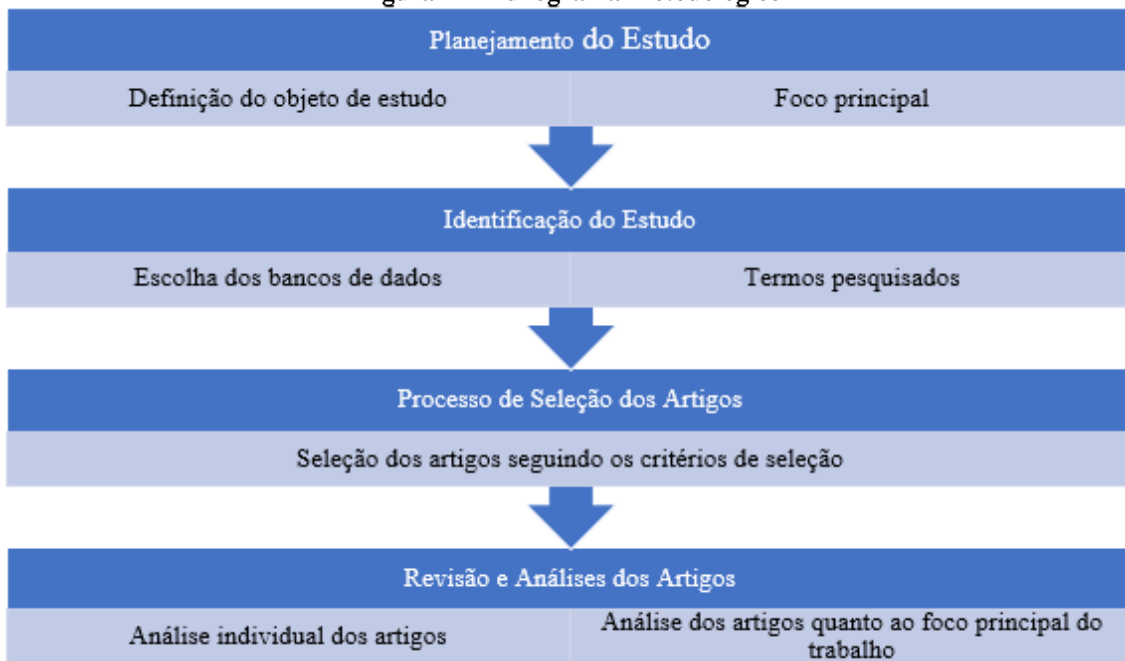 Planejamento do Estudo
Definição do objeto de estudo
Foco principal
Identificação do Estudo
Escolha dos bancos de dados
Termos pesquisados
Processo de Seleção dos Artigos
Seleção dos artigos seguindo os critérios de seleção
Revisão e Análises dos Artigos
Análise individual dos artigos
Análise dos artigos quanto ao foco principal do
trabalho